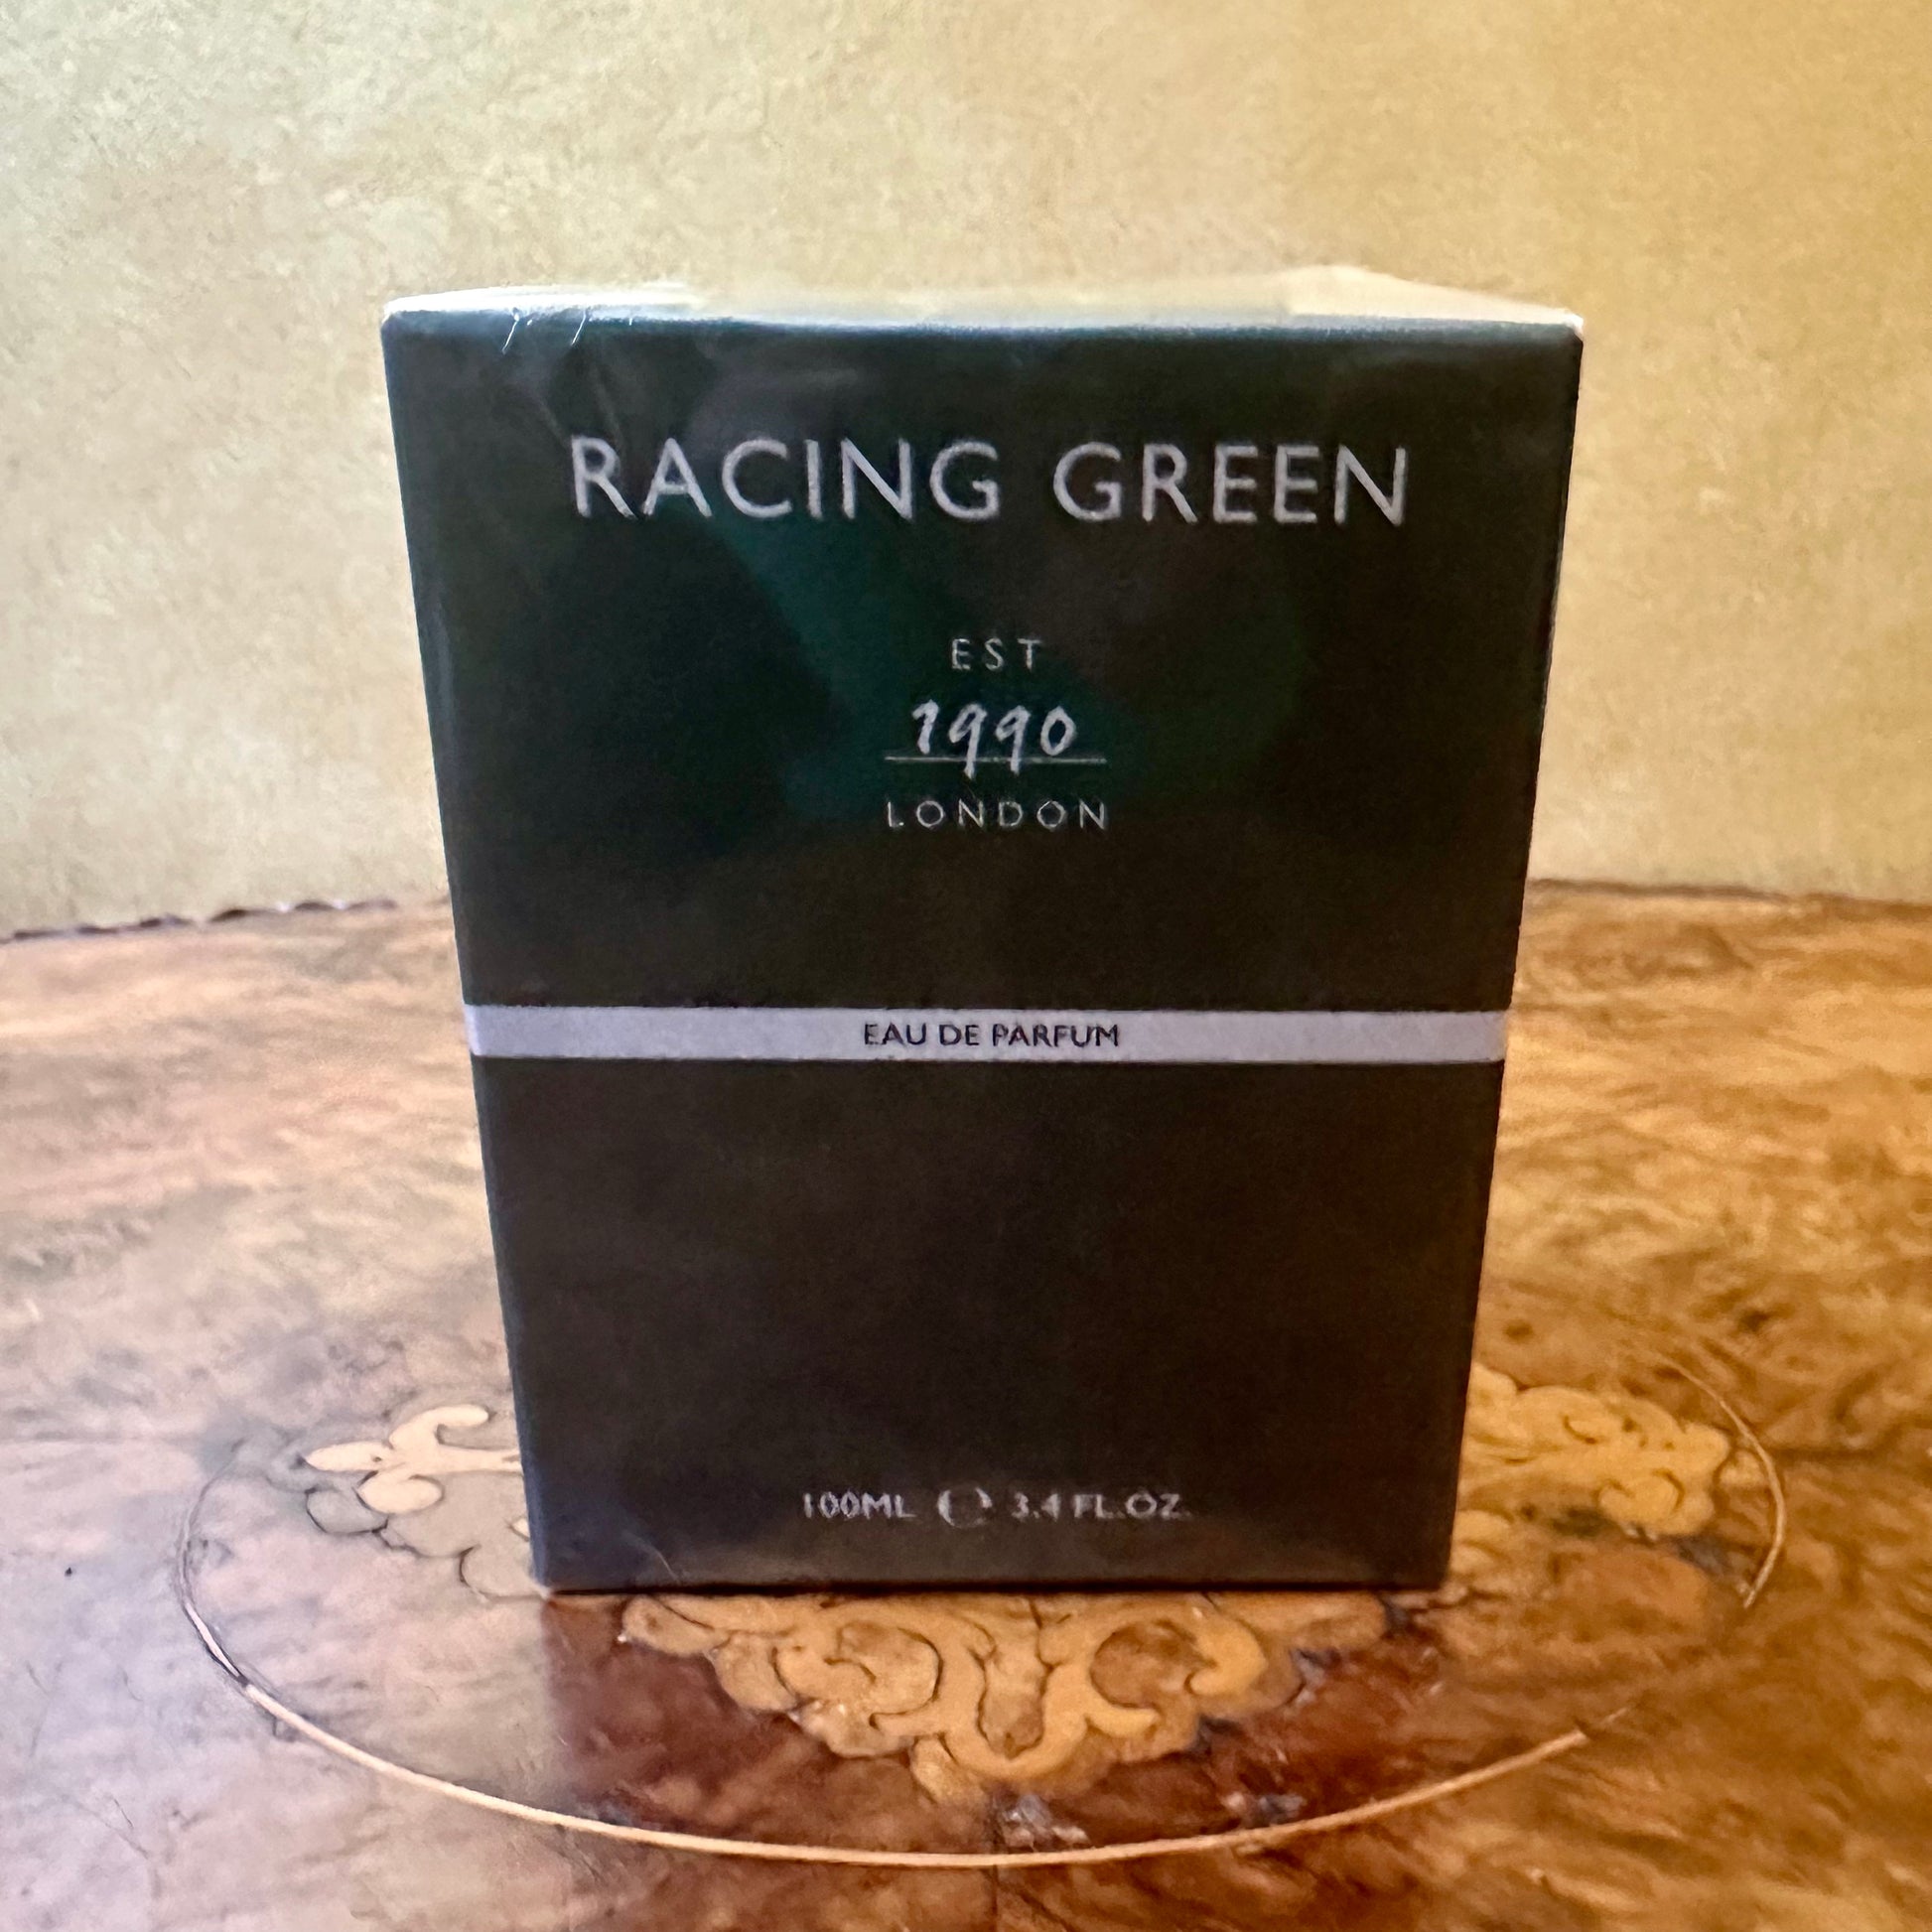 RACING GREEN
EST
1990
LONDON
EAU DE PARFUM
100ML ℮ 3.4 FL.OZ.